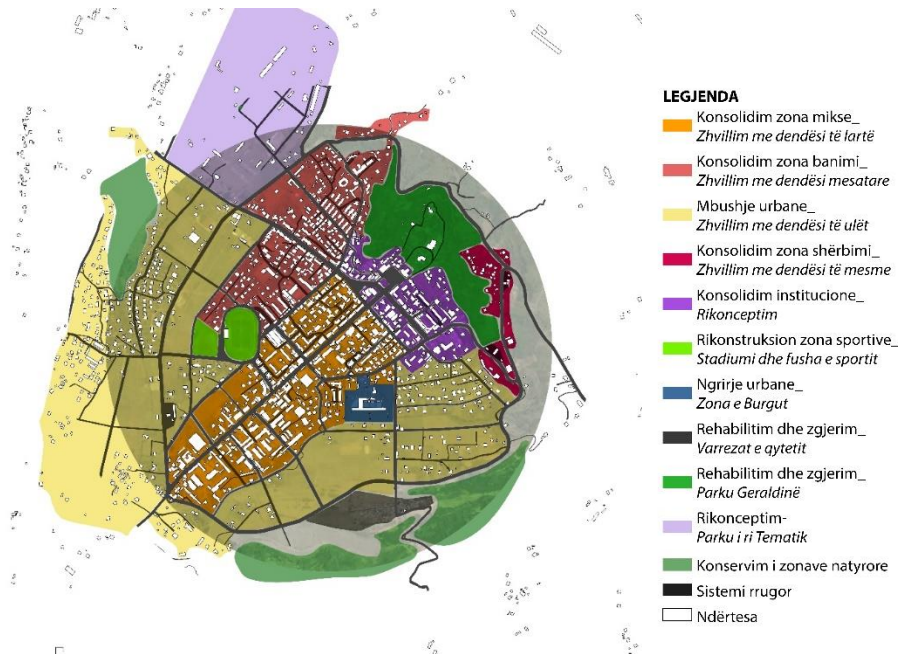 LEGJENDA
Konsolidim zona mikse_
Zhvillim me dendësi të lartë
Konsolidim zona banimi_
Zhvillim me dendësi mesatare
Mbushje urbane_
Zhvillim me dendësi të ulët
Konsolidim zona shërbimi_
Zhvillim me dendësi të mesme
Konsolidim institucione_
Rikonceptim
Rikonstruksion zona sportive_
Stadiumi dhe fusha e sportit
Ngrirje urbane_
Zona e Burgut
Rehabilitim dhe zgjerim_
Varrezat e qytetit
Rehabilitim dhe zgjerim_
Parku Geraldinë
Rikonceptim-
Parku i ri Tematik
Konservim i zonave natyrore
Sistemi rrugor
Ndërtesa